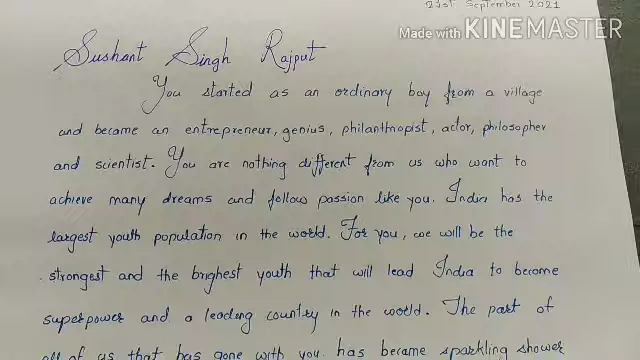 21st September 2021
Made with KINEMASTER
Sushant Singh Rajput
You started as an ordinary boy from a village
and became an entrepreneur, genius, philanthropist, actor, philosopher
and scientist. You are nothing different from us who want to
achieve many dreams and follow passion like you. India has the
largest youth population in the world. For you, we will be the
strongest and the brighest youth that will lead India to become
superpower and a leading country in the world. The part of
all of us that has gone with you has became sparkling shower